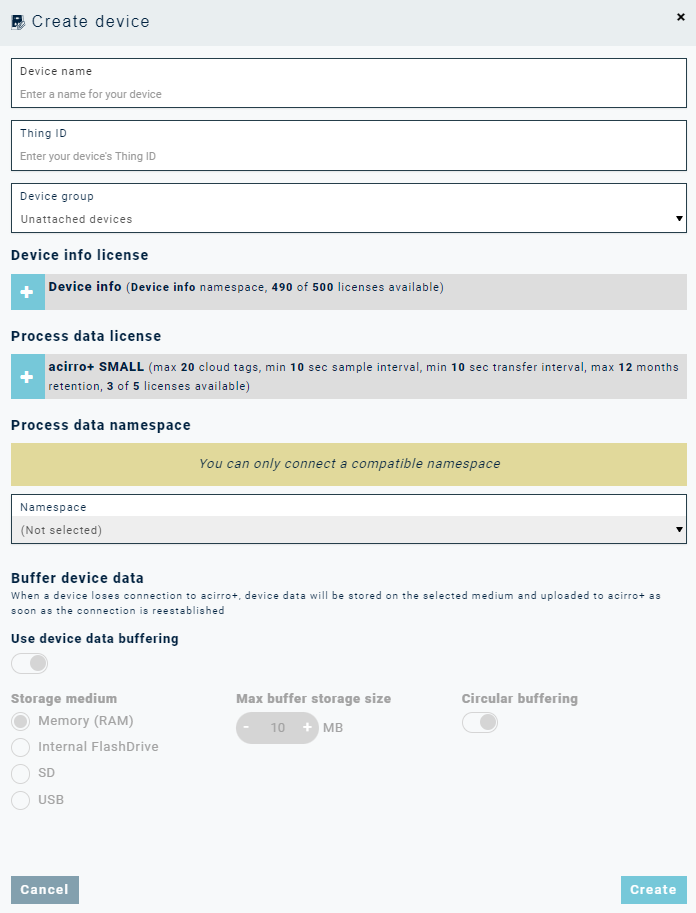 Create device
×
Device name
Enter a name for your device
Thing ID
Enter your device's Thing ID
Device group
Unattached devices
Device info license
+ Device info (Device info namespace, 490 of 500 licenses available)
Process data license
+ acirro+ SMALL (max 20 cloud tags, min 10 sec sample interval, min 10 sec transfer interval, max 12 months
retention, 3 of 5 licenses available)
Process data namespace
You can only connect a compatible namespace
Namespace
(Not selected)
Buffer device data
When a device loses connection to acirro+, device data will be stored on the selected medium and uploaded to acirro+ as
soon as the connection is reestablished
Use device data buffering
Storage medium
Memory (RAM)
Internal FlashDrive
SD
USB
Max buffer storage size
- 10 + MB
Circular buffering
Cancel
Create